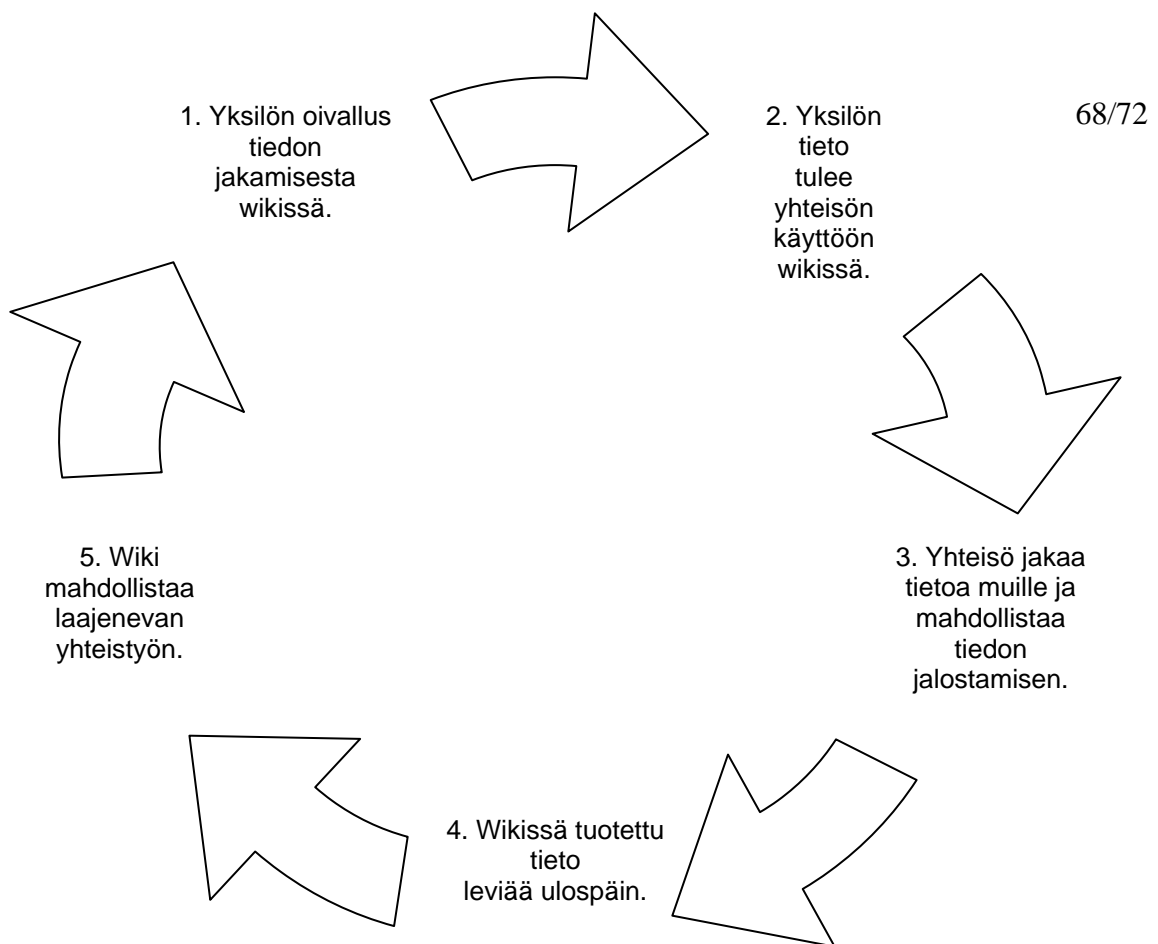 68/72
1. Yksilön oivallus
tiedon
jakamisesta
wikissä.
2. Yksilön
tieto
tulee
yhteisön
käyttöön
wikissä.
3. Yhteisö jakaa
tietoa muille ja
mahdollistaa
tiedon
jalostamisen.
4. Wikissä tuotettu
tieto
leviää ulospäin.
5. Wiki
mahdollistaa
laajenevan
yhteistyön.